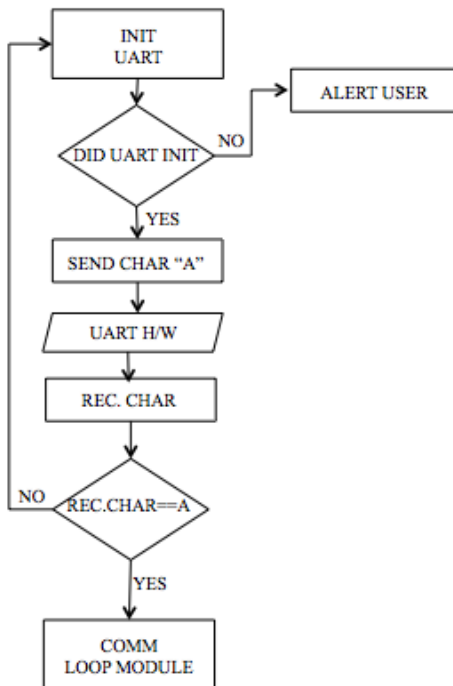 INIT
UART
ALERT USER
NO
DID UART INIT
YES
SEND CHAR “A”
UART H/W
REC. CHAR
NO
REC.CHAR==A
YES
COMM
LOOP MODULE